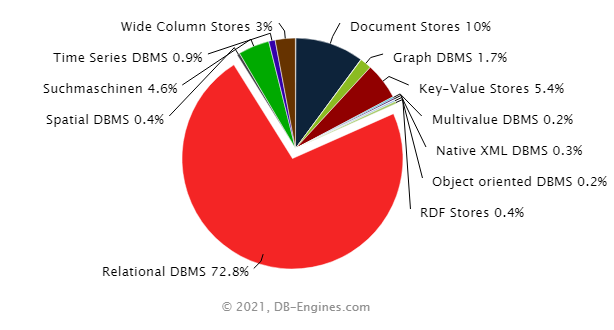 Wide Column Stores 3%
Document Stores 10%
Time Series DBMS 0.9%
Graph DBMS 1.7%
Suchmaschinen 4.6%
Key-Value Stores 5.4%
Spatial DBMS 0.4%
Multivalue DBMS 0.2%
Native XML DBMS 0.3%
Object oriented DBMS 0.2%
RDF Stores 0.4%
Relational DBMS 72.8%
© 2021, DB-Engines.com